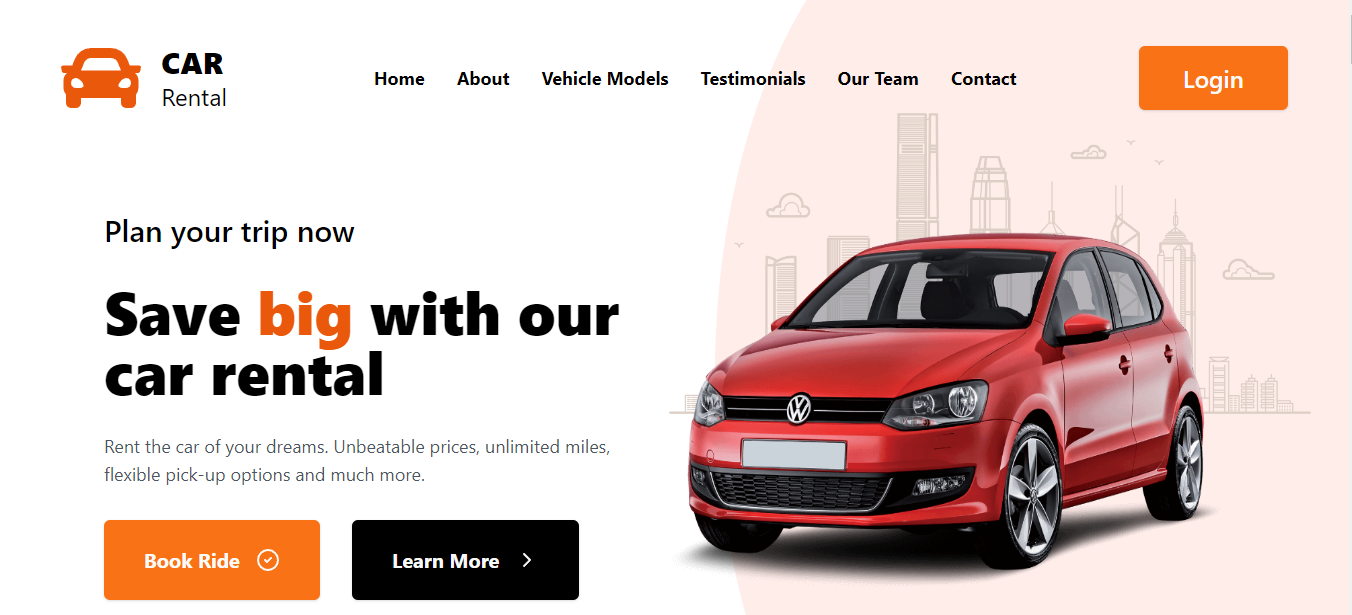 CAR
Rental
Home About Vehicle Models Testimonials Our Team Contact
Login
Plan your trip now
Save big with our
car rental
Rent the car of your dreams. Unbeatable prices, unlimited miles,
flexible pick-up options and much more.
Book Ride
Learn More